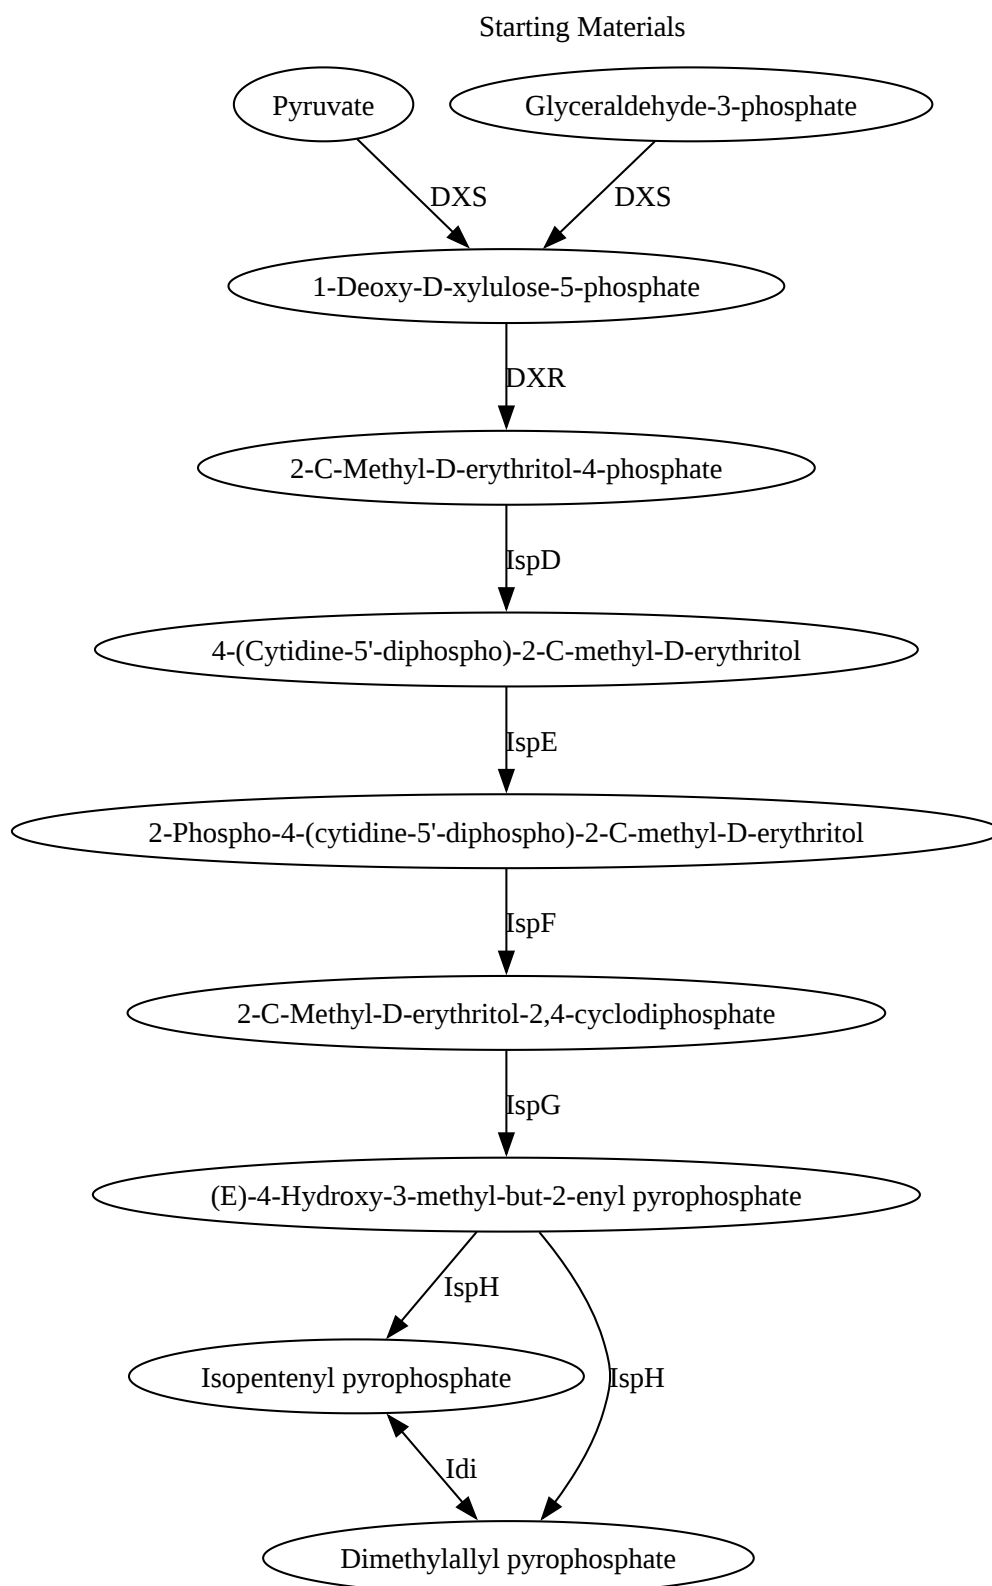 Starting Materials
Pyruvate
Glyceraldehyde-3-phosphate
DXS
DXS
1-Deoxy-D-xylulose-5-phosphate
DXR
2-C-Methyl-D-erythritol-4-phosphate
IspD
4-(Cytidine-5'-diphospho)-2-C-methyl-D-erythritol
IspE
2-Phospho-4-(cytidine-5'-diphospho)-2-C-methyl-D-erythritol
IspF
2-C-Methyl-D-erythritol-2,4-cyclodiphosphate
IspG
(E)-4-Hydroxy-3-methyl-but-2-enyl pyrophosphate
IspH
Isopentenyl pyrophosphate
IspH
Idi
Dimethylallyl pyrophosphate